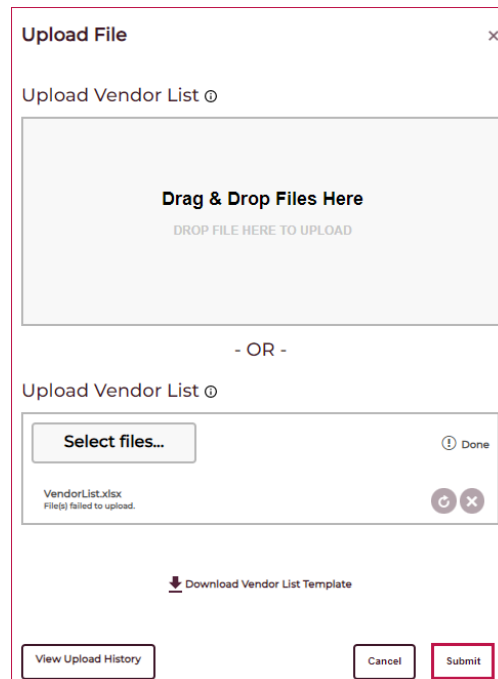 Upload File
Upload Vendor List
Drag & Drop Files Here
DROP FILE HERE TO UPLOAD
- OR -
Upload Vendor List
Select files...
Done
VendorList.xlsx
File(s) failed to upload.
Download Vendor List Template
View Upload History
Cancel
Submit